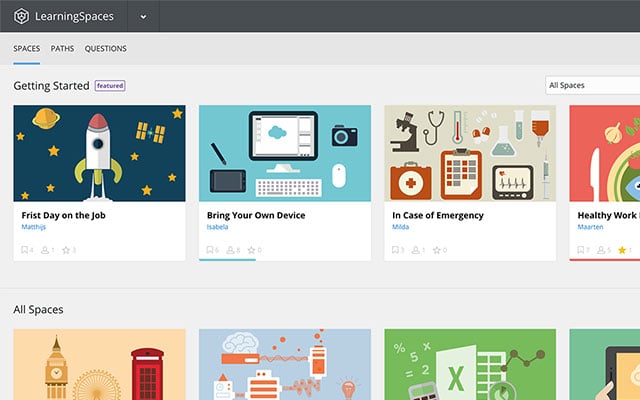 LearningSpaces
SPACES PATHS QUESTIONS
Getting Started featured
All Spaces
Frist Day on the Job
Matthijs
4 1 3
Bring Your Own Device
Isabela
6 8 0
In Case of Emergency
Milda
3 1 0
Healthy Work
Maarten
7 5 1
All Spaces
X